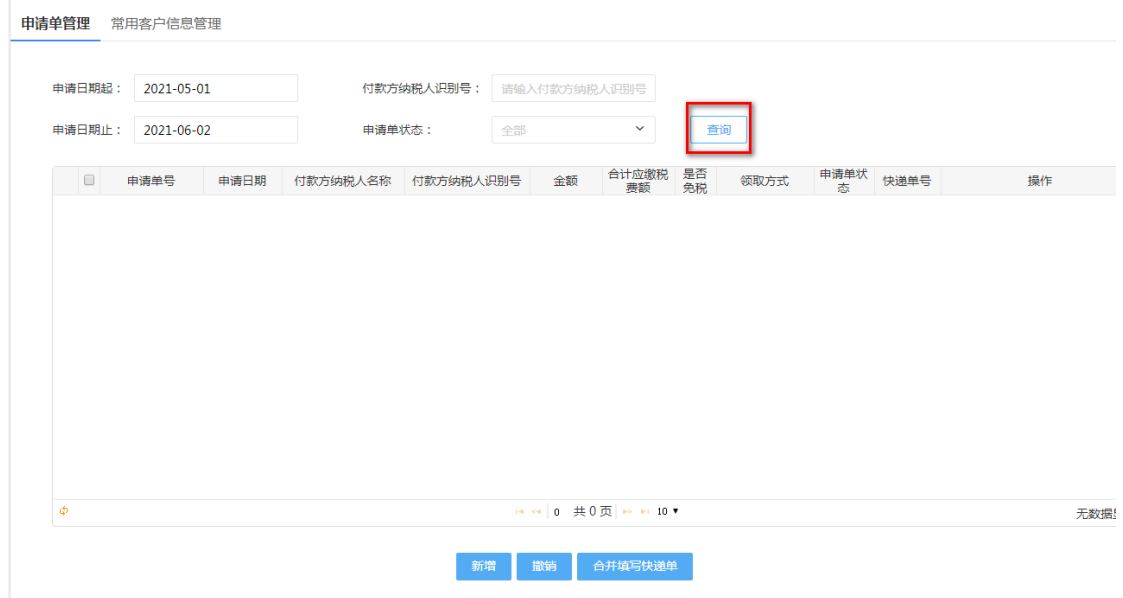 申请单管理 常用客户信息管理
申请日期起： 2021-05-01 付款方纳税人识别号： 请输入付款方纳税人识别号
申请日期止： 2021-06-02 申请单状态： 全部 查询
申请单号 申请日期 付款方纳税人名称 付款方纳税人识别号 金额 合计应缴税费额 是否免税 领取方式 申请单状态 快递单号 操作
0 共 0 页 10 无数据
新增 撤销 合并填写快递单